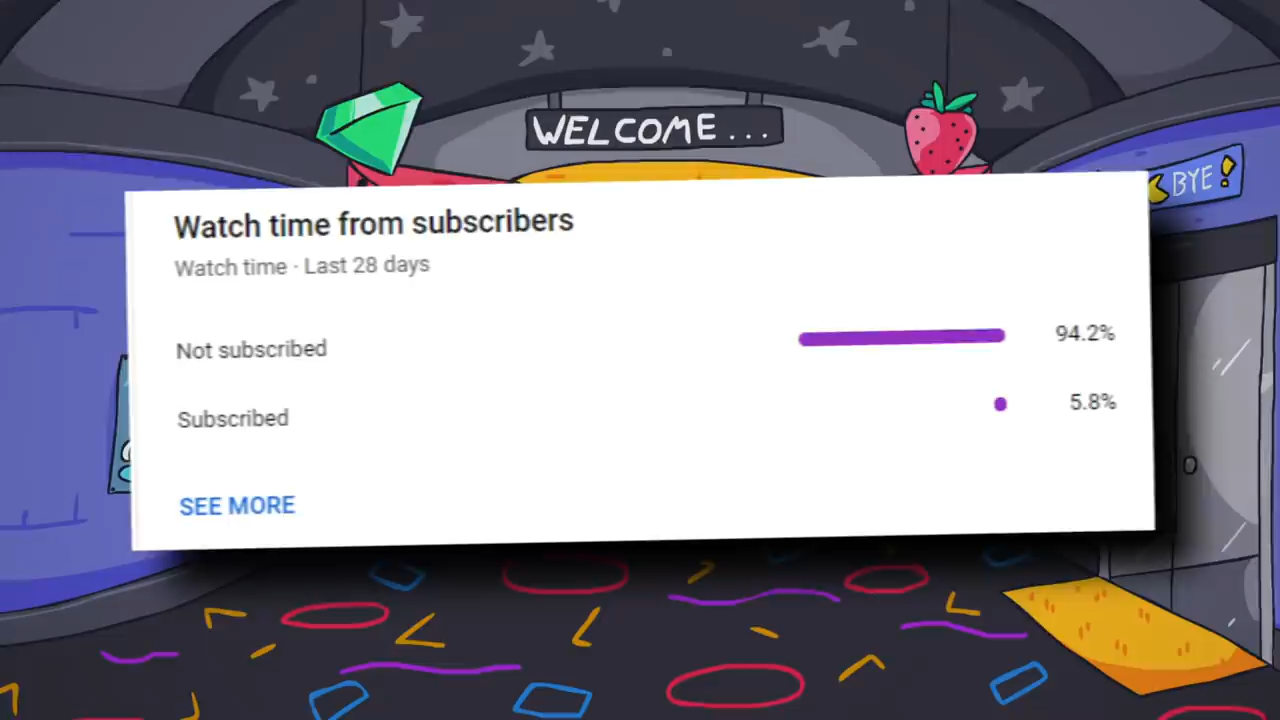 WELCOME...
BYE!
Watch time from subscribers
Watch time · Last 28 days
Not subscribed 94.2%
Subscribed 5.8%
SEE MORE